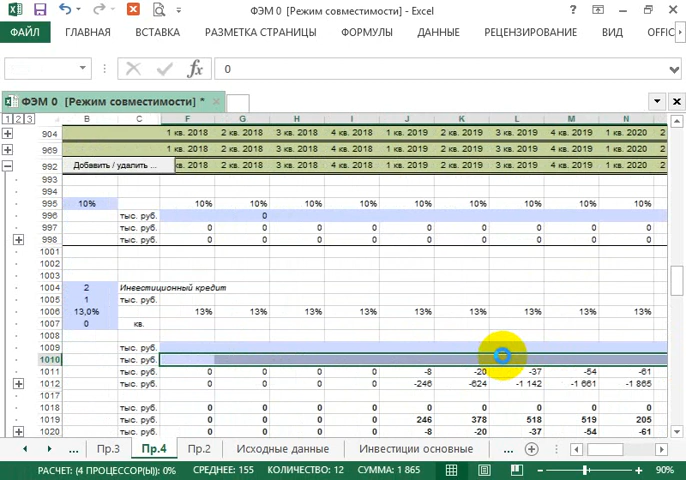 ФЭМ 0 [Режим совместимости] - Excel
ФАЙЛ ГЛАВНАЯ ВСТАВКА РАЗМЕТКА СТРАНИЦЫ ФОРМУЛЫ ДАННЫЕ РЕЦЕНЗИРОВАНИЕ ВИД OFFIC
fx 0
ФЭМ 0 [Режим совместимости] *
1 2 3 B C F G H I J K L M N
904 1 кв. 2018 2 кв. 2018 3 кв. 2018 4 кв. 2018 1 кв. 2019 2 кв. 2019 3 кв. 2019 4 кв. 2019 1 кв. 2020 2
969 1 кв. 2018 2 кв. 2018 3 кв. 2018 4 кв. 2018 1 кв. 2019 2 кв. 2019 3 кв. 2019 4 кв. 2019 1 кв. 2020 2
992 Добавить / удалить ... кв. 2018 2 кв. 2018 3 кв. 2018 4 кв. 2018 1 кв. 2019 2 кв. 2019 3 кв. 2019 4 кв. 2019 1 кв. 2020 2
993
994
995 10% 10% 10% 10% 10% 10% 10% 10% 10% 10%
996 тыс. руб. 0
997 тыс. руб. 0 0 0 0 0 0 0 0 0
998 тыс. руб. 0 0 0 0 0 0 0 0 0
1001
1002
1003
1004 2 Инвестиционный кредит
1005 1 тыс. руб.
1006 13,0% 13% 13% 13% 13% 13% 13% 13% 13% 13%
1007 0 кв.
1008
1009 тыс. руб.
1010 тыс. руб.
1011 тыс. руб. 0 0 0 0 -8 -20 -37 -54 -61
1012 тыс. руб. 0 0 0 0 -246 -624 -1 142 -1 661 -1 865
1017
1018 тыс. руб. 0 0 0 0 0 0 0 0 0
1019 тыс. руб. 0 0 0 0 246 378 518 519 205
1020 тыс. руб. 0 0 0 0 -8 -20 -37 -54 -61
... Пр.3 Пр.4 Пр.2 Исходные данные Инвестиции основные ...
РАСЧЕТ: (4 ПРОЦЕССОР(Ы)): 0% СРЕДНЕЕ: 155 КОЛИЧЕСТВО: 12 СУММА: 1 865 90%